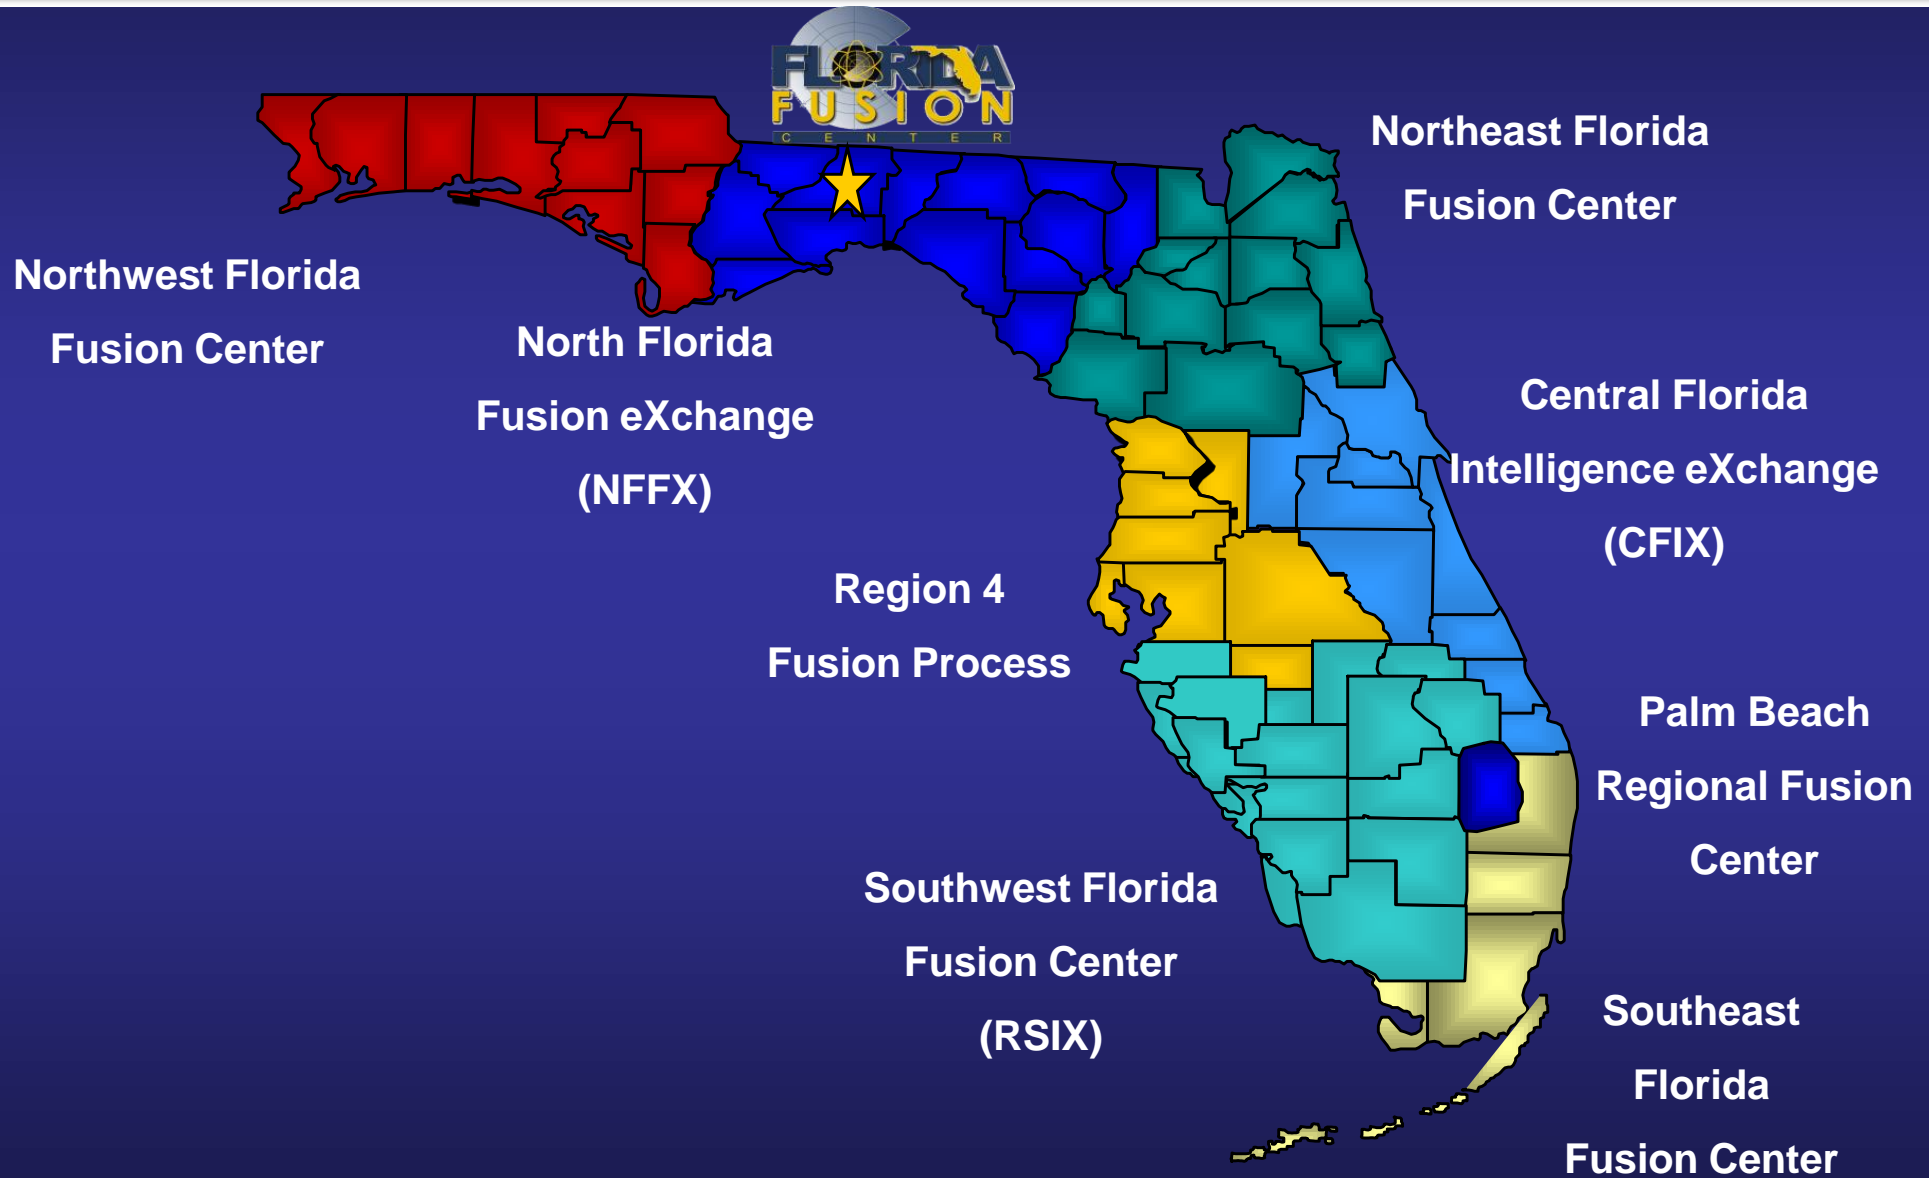 FLORIDA
FUSION
CENTER
Northeast Florida
Fusion Center
Northwest Florida
Fusion Center
North Florida
Fusion eXchange
(NFFX)
Central Florida
Intelligence eXchange
(CFIX)
Region 4
Fusion Process
Palm Beach
Regional Fusion
Center
Southwest Florida
Fusion Center
(RSIX)
Southeast
Florida
Fusion Center